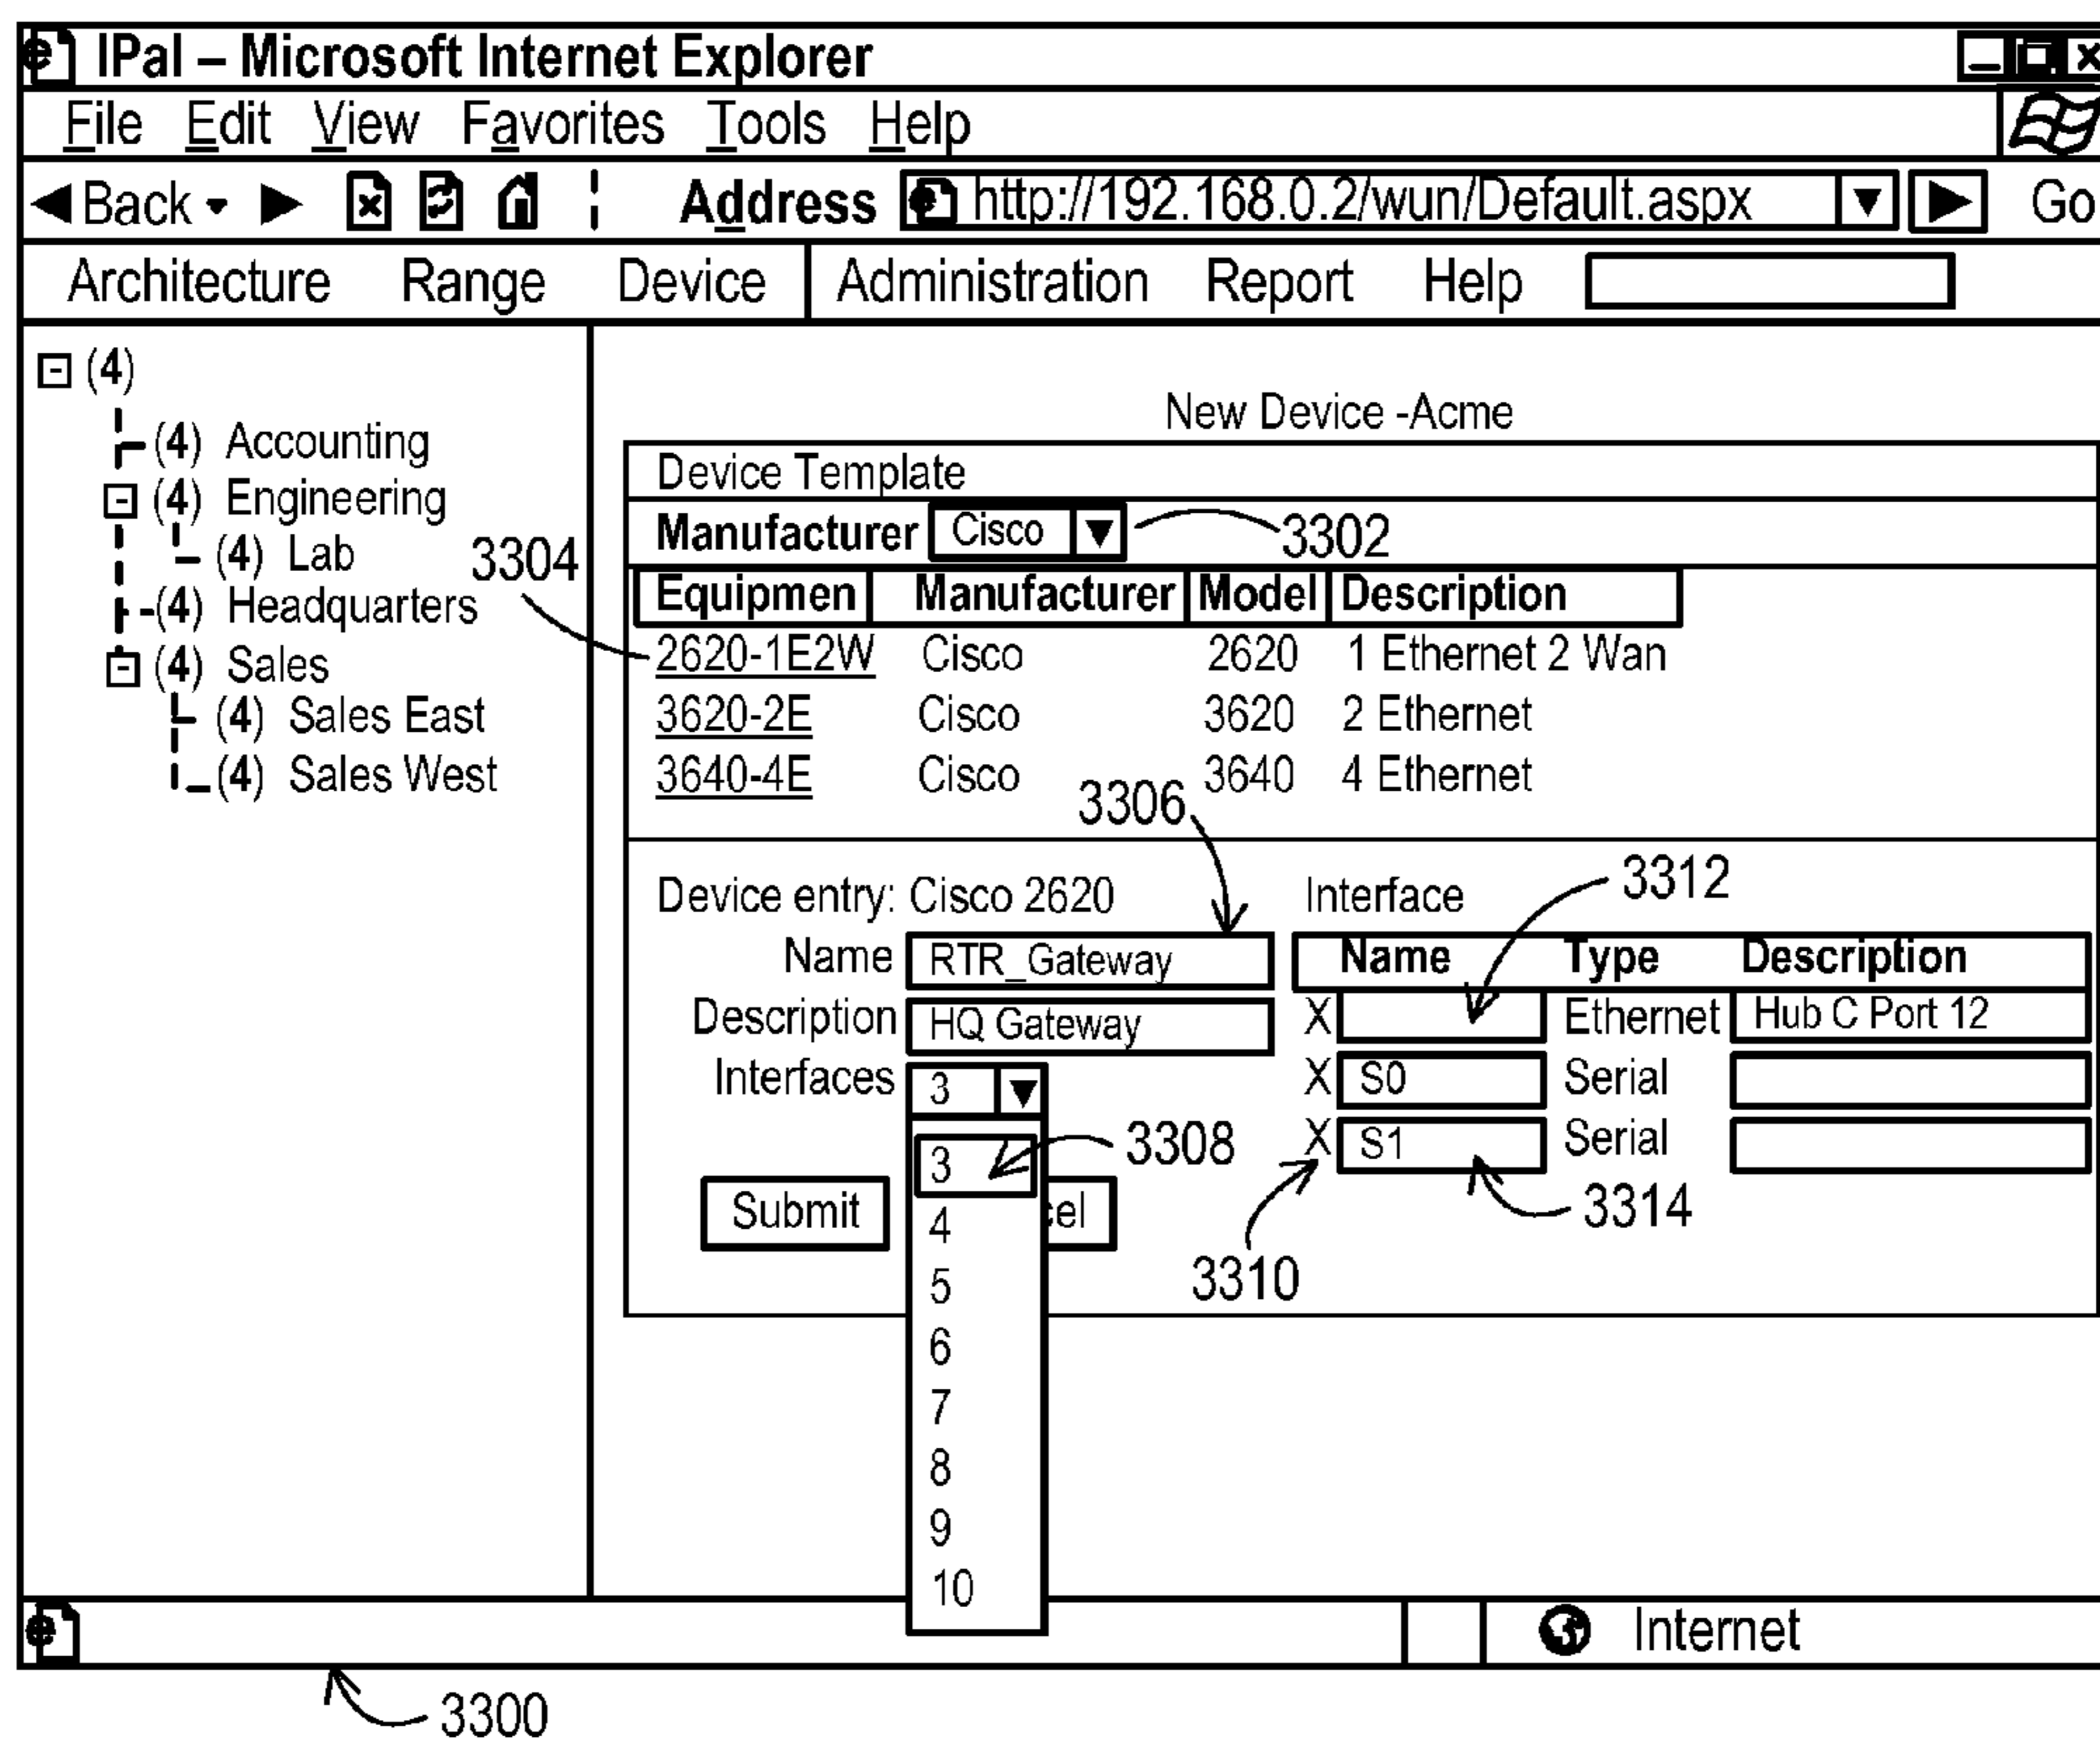 IPal – Microsoft Internet Explorer
File Edit View Favorites Tools Help
Back Address http://192.168.0.2/wun/Default.aspx Go
Architecture Range Device Administration Report Help
(4)
(4) Accounting
(4) Engineering
(4) Lab
(4) Headquarters
(4) Sales
(4) Sales East
(4) Sales West
New Device -Acme
Device Template
Manufacturer Cisco 3302
3304
Equipmen Manufacturer Model Description
2620-1E2W Cisco 2620 1 Ethernet 2 Wan
3620-2E Cisco 3620 2 Ethernet
3640-4E Cisco 3640 4 Ethernet
3306
Device entry: Cisco 2620
Name RTR_Gateway
Description HQ Gateway
Interfaces 3
3 3308
4
5
6
7
8
9
10
Submit cel
Interface 3312
Name Type Description
X Ethernet Hub C Port 12
X S0 Serial
X S1 Serial
3310 3314
Internet
3300